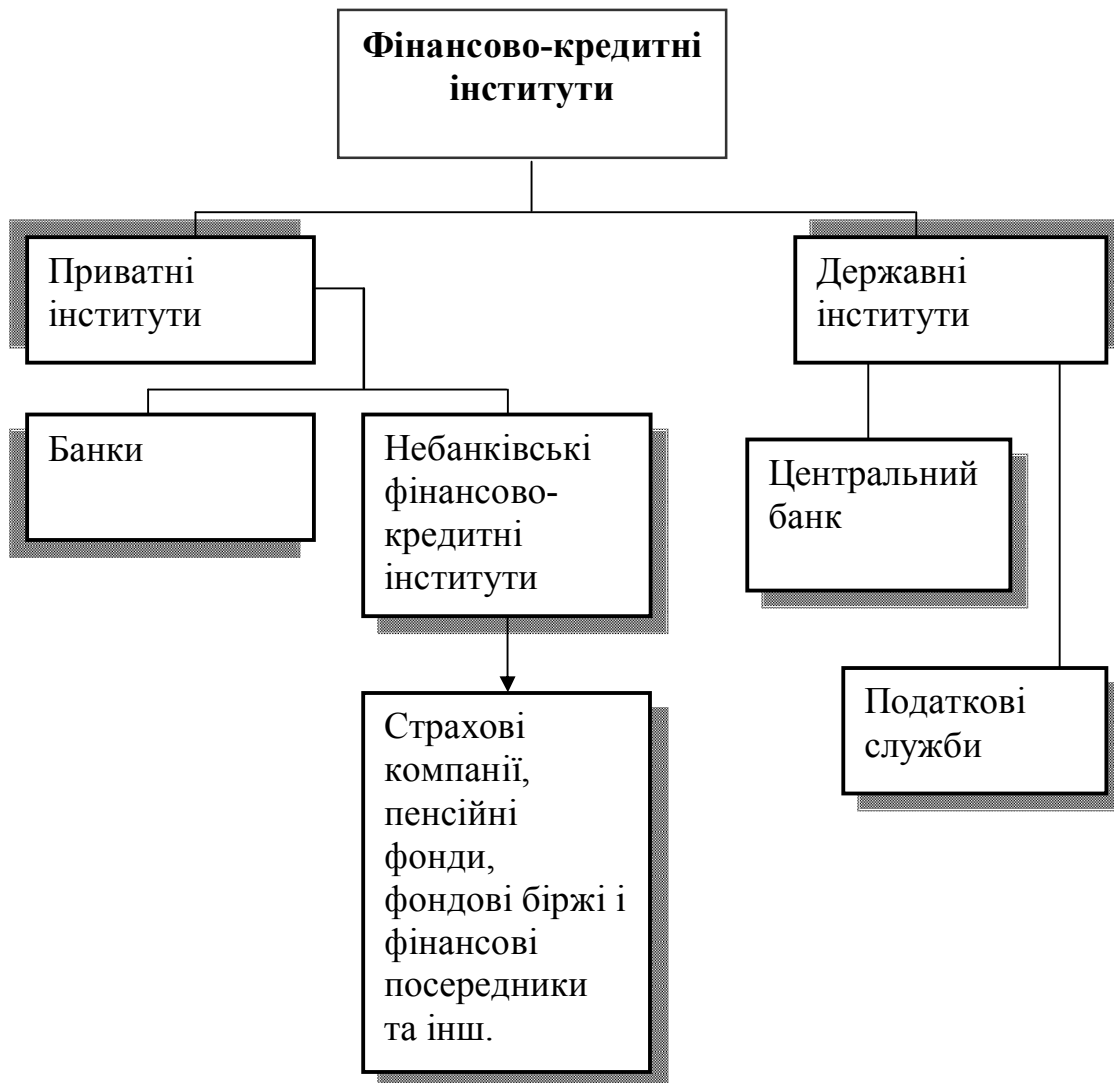 Фінансово-кредитні
інститути
Приватні
інститути
Державні
інститути
Банки
Небанківські
фінансово-
кредитні
інститути
Центральний
банк
Страхові
компанії,
пенсійні
фонди,
фондові біржі і
фінансові
посередники
та інш.
Податкові
служби